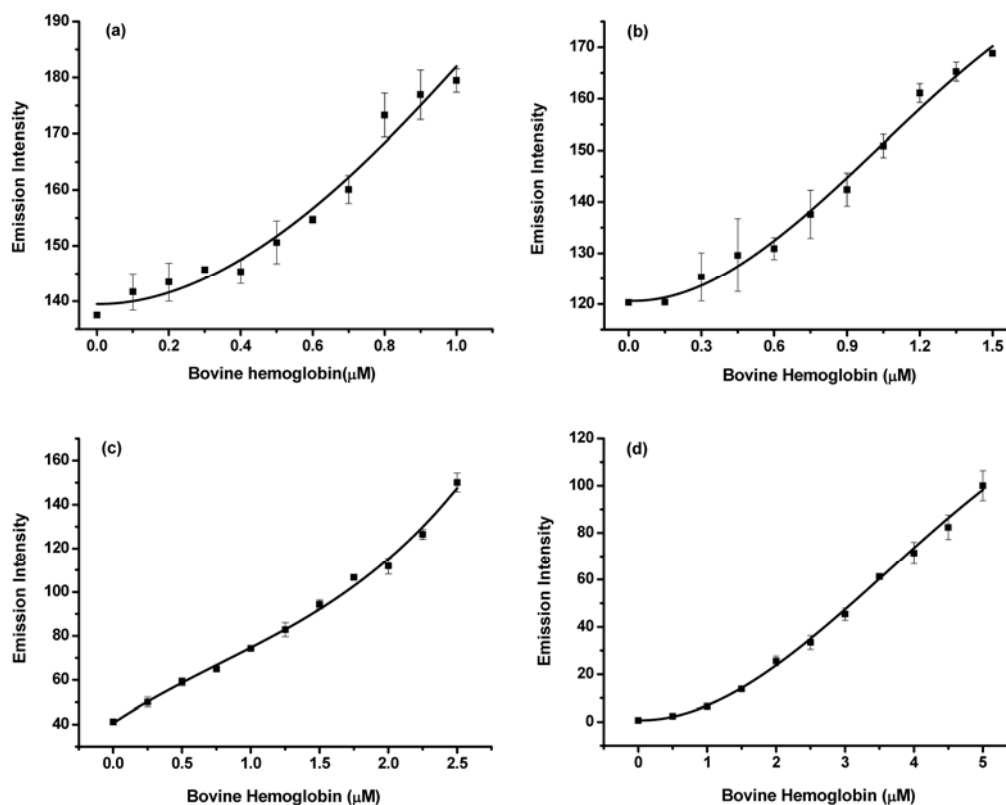 (a)
180
170
160
150
140
Emission Intensity
0.0 0.2 0.4 0.6 0.8 1.0
Bovine hemoglobin(μM)
(b)
170
160
150
140
130
120
Emission Intensity
0.0 0.3 0.6 0.9 1.2 1.5
Bovine Hemoglobin (μM)
(c)
160
140
120
100
80
60
40
Emission Intensity
0.0 0.5 1.0 1.5 2.0 2.5
Bovine Hemoglobin (μM)
(d)
120
100
80
60
40
20
0
Emission Intensity
0 1 2 3 4 5
Bovine Hemoglobin (μM)